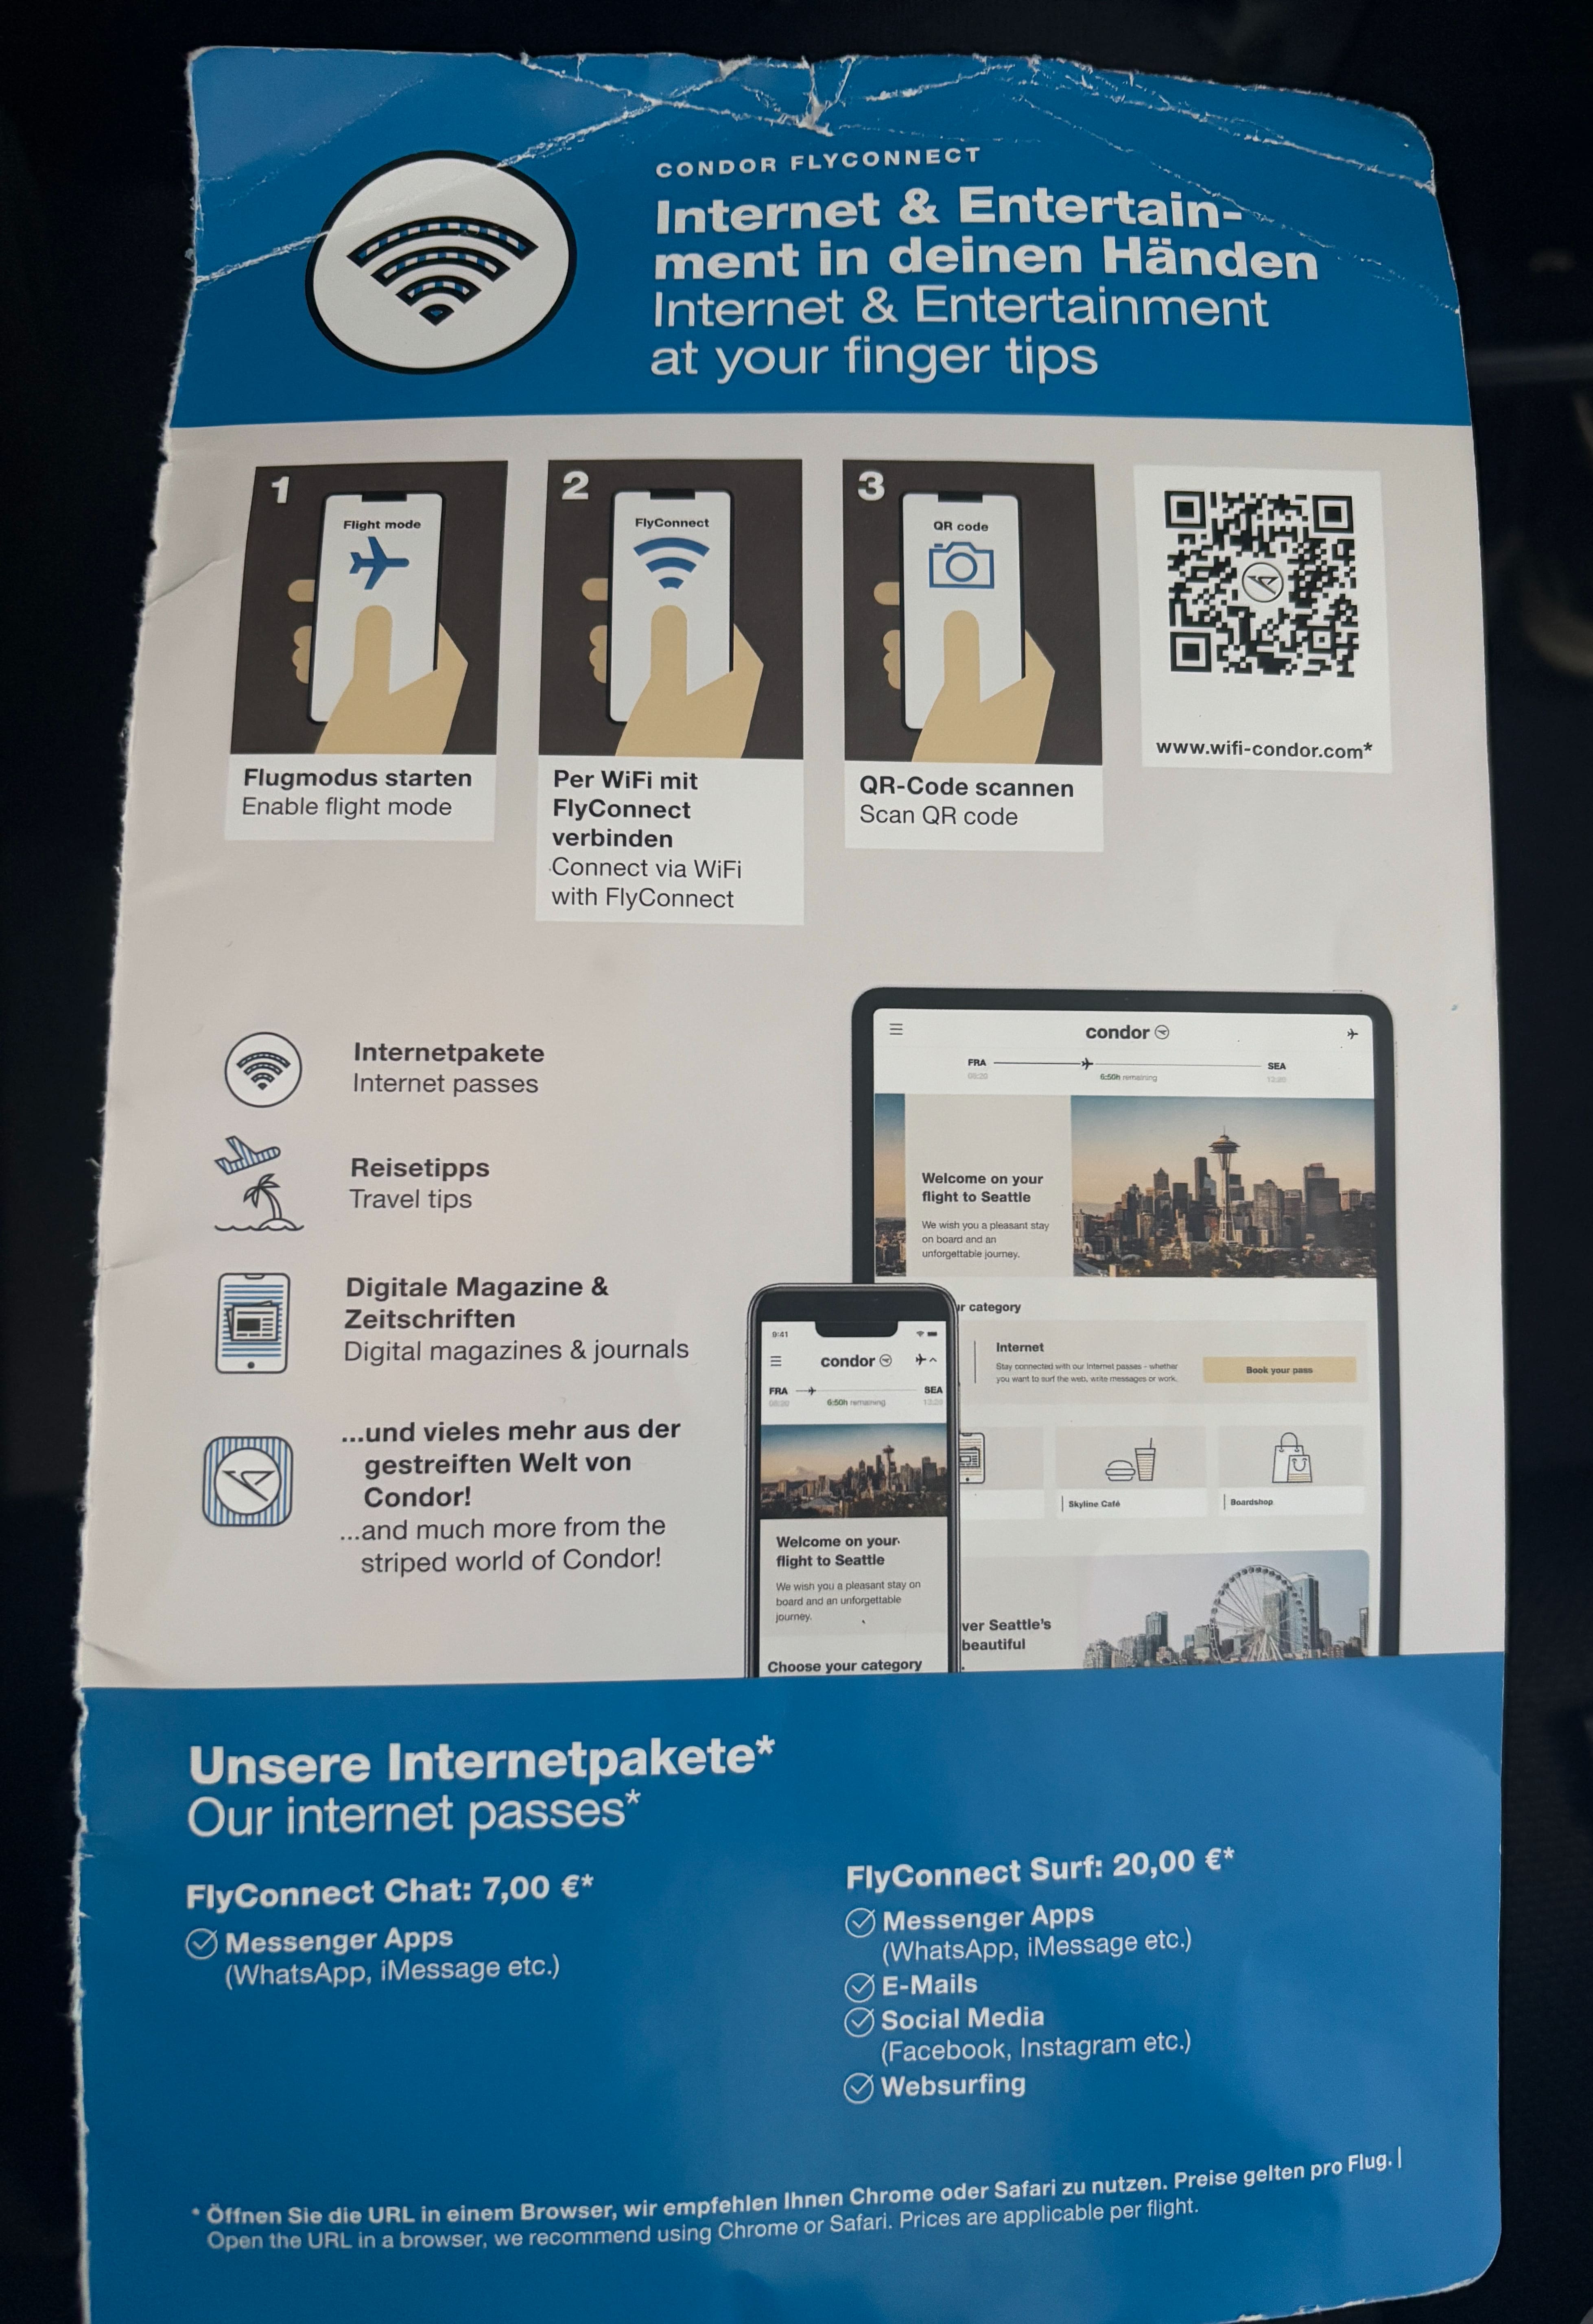 CONDOR FLYCONNECT
Internet & Entertain-
ment in deinen Händen
Internet & Entertainment
at your finger tips
1
Flight mode
Flugmodus starten
Enable flight mode
2
FlyConnect
Per WiFi mit
FlyConnect
verbinden
Connect via WiFi
with FlyConnect
3
QR code
QR-Code scannen
Scan QR code
www.wifi-condor.com*
Internetpakete
Internet passes
Reisetipps
Travel tips
Digitale Magazine &
Zeitschriften
Digital magazines & journals
...und vieles mehr aus der
gestreiften Welt von
Condor!
...and much more from the
striped world of Condor!
condor
FRA
SEA
6:50h remaining
Welcome on your
flight to Seattle
We wish you a pleasant stay
on board and an
unforgettable journey.
r category
Internet
Stay connected with our Internet passes - whether
you want to surf the web, write messages or work.
Book your pass
Skyline Café
Boardshop
ver Seattle's
beautiful
9:41
condor
FRA
SEA
6:50h remaining
Welcome on your
flight to Seattle
We wish you a pleasant stay on
board and an unforgettable
journey.
Choose your category
Unsere Internetpakete*
Our internet passes*
FlyConnect Chat: 7,00 €*
Messenger Apps
(WhatsApp, iMessage etc.)
FlyConnect Surf: 20,00 €*
Messenger Apps
(WhatsApp, iMessage etc.)
E-Mails
Social Media
(Facebook, Instagram etc.)
Websurfing
* Öffnen Sie die URL in einem Browser, wir empfehlen Ihnen Chrome oder Safari zu nutzen. Preise gelten pro Flug. |
Open the URL in a browser, we recommend using Chrome or Safari. Prices are applicable per flight.